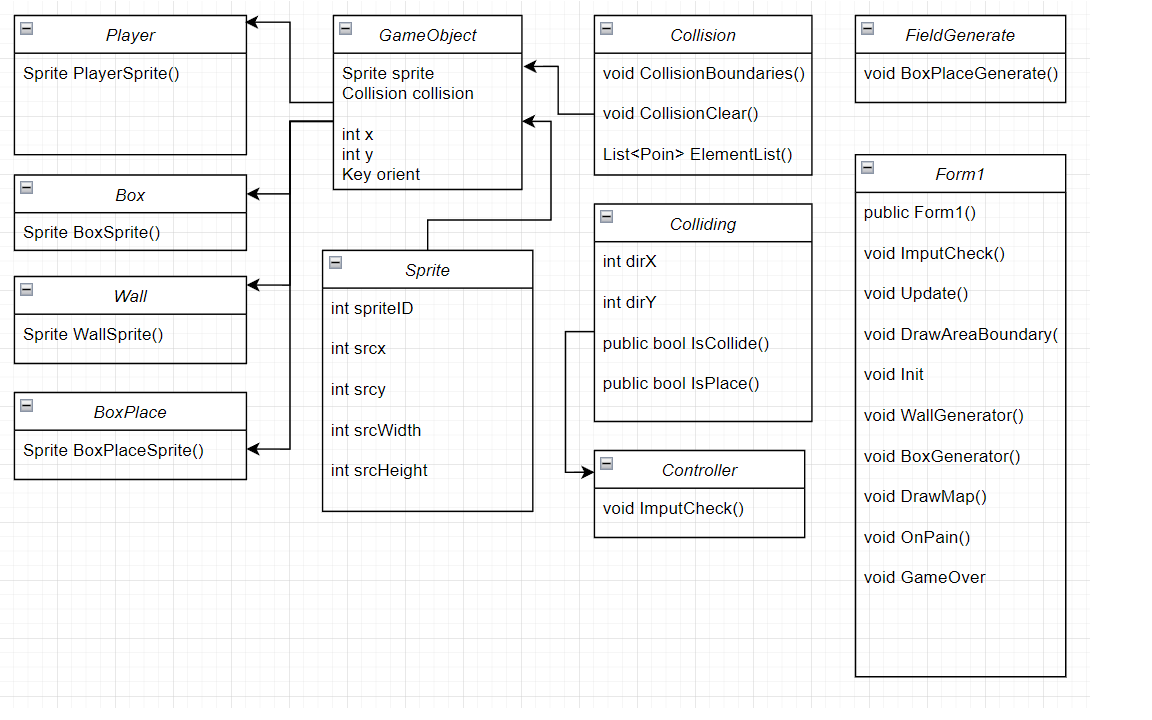 Player
Sprite PlayerSprite()
Box
Sprite BoxSprite()
Wall
Sprite WallSprite()
BoxPlace
Sprite BoxPlaceSprite()
GameObject
Sprite sprite
Collision collision
int x
int y
Key orient
Sprite
int spriteID
int srcx
int srcy
int srcWidth
int srcHeight
Collision
void CollisionBoundaries()
void CollisionClear()
List<Poin> ElementList()
Colliding
int dirX
int dirY
public bool IsCollide()
public bool IsPlace()
Controller
void ImputCheck()
FieldGenerate
void BoxPlaceGenerate()
Form1
public Form1()
void ImputCheck()
void Update()
void DrawAreaBoundary(
void Init
void WallGenerator()
void BoxGenerator()
void DrawMap()
void OnPain()
void GameOver